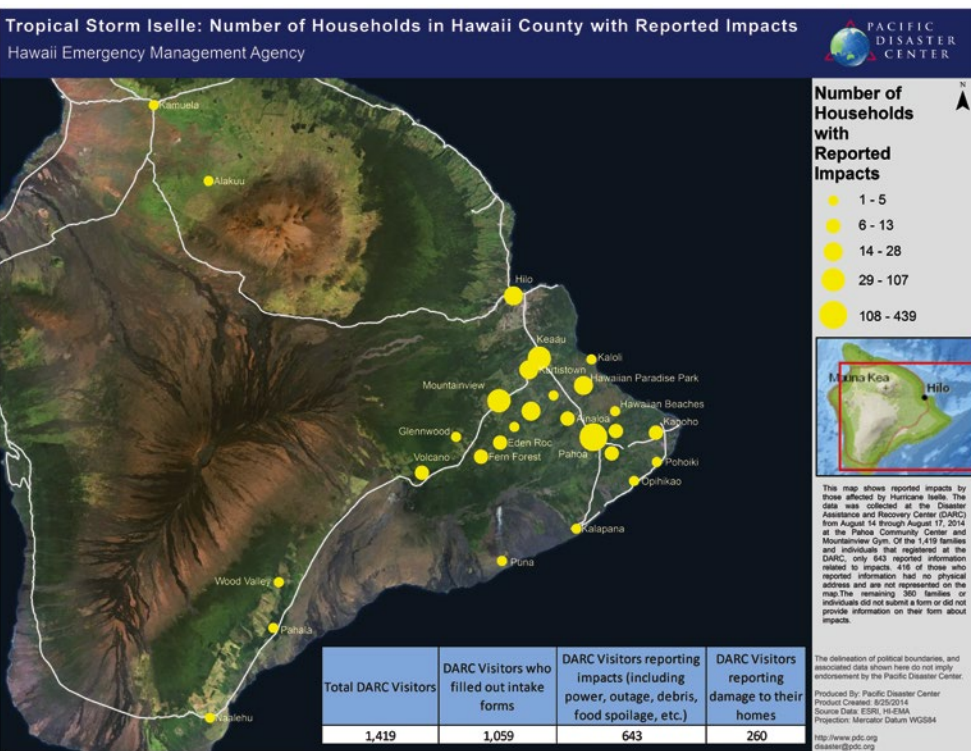 Tropical Storm Iselle: Number of Households in Hawaii County with Reported Impacts
Hawaii Emergency Management Agency
PACIFIC
DISASTER
CENTER
Kamuela
Alakuu
Hilo
Keaau
Kurtistown
Kaloli
Hawaiian Paradise Park
Mountainview
Hawaiian Beaches
Ainaloa
Kapoho
Glennwood
Eden Roc
Pahoa
Volcano
Fern Forest
Pohoiki
Opihikao
Kalapana
Puna
Wood Valley
Pahala
Naalehu
N
Number of
Households
with
Reported
Impacts
1 - 5
6 - 13
14 - 28
29 - 107
108 - 439
Mauna Kea
Hilo
This map shows reported impacts by
those affected by Hurricane Iselle. The
data was collected at the Disaster
Assistance and Recovery Center (DARC)
from August 14 through August 17, 2014
at the Pahoa Community Center and
Mountainview Gym. Of the 1,419 families
and individuals that registered at the
DARC, only 643 reported information
related to impacts. 416 of those who
reported information had no physical
address and are not represented on the
map.The remaining 360 families or
individuals did not submit a form or did not
provide information on their form about
impacts.
The delineation of political boundaries, and
associated data shown here do not imply
endorsement by the Pacific Disaster Center.
Produced By: Pacific Disaster Center
Product Created: 8/25/2014
Source Data: ESRI, HI-EMA
Projection: Mercator Datum WGS84
http://www.pdc.org
disaster@pdc.org
Total DARC Visitors
DARC Visitors who
filled out intake
forms
DARC Visitors reporting
impacts (including
power, outage, debris,
food spoilage, etc.)
DARC Visitors
reporting
damage to their
homes
1,419
1,059
643
260